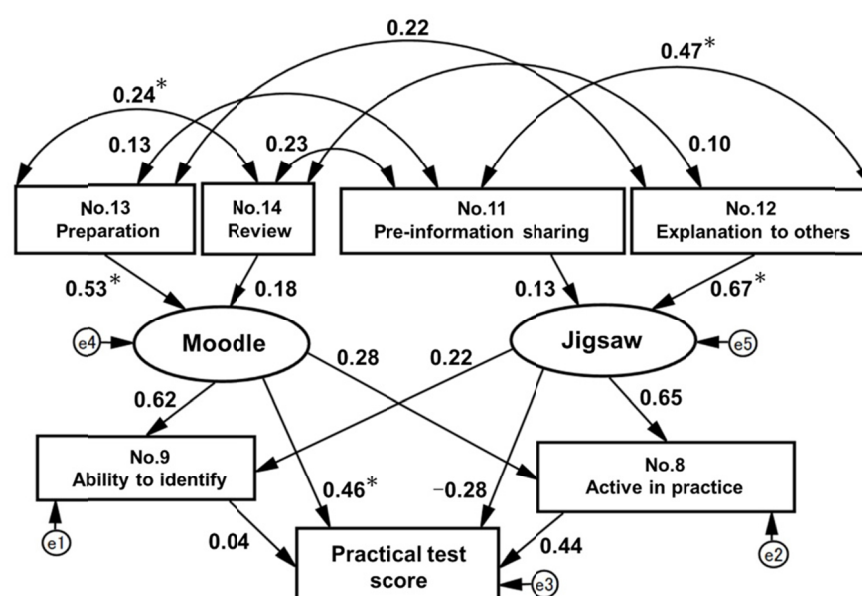 0.22
0.47*
0.24*
0.13
0.23
0.10
No.13
Preparation
No.14
Review
No.11
Pre-information sharing
No.12
Explanation to others
0.53*
0.18
0.13
0.67*
e4
Moodle
Jigsaw
e5
0.28
0.22
0.62
0.65
No.9
Ability to identify
No.8
Active in practice
0.46*
-0.28
e1
0.04
0.44
e2
Practical test
score
e3